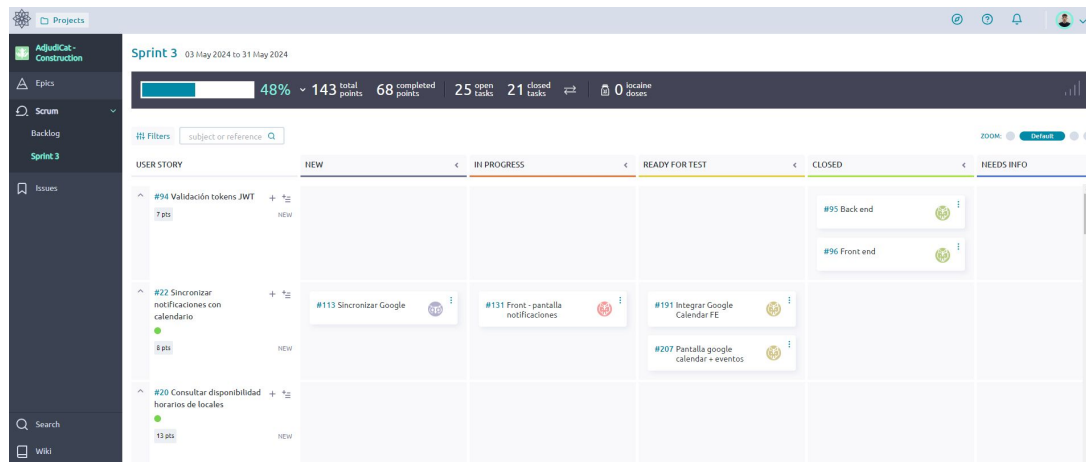 Projects
AdjudiCat -
Construction
Epics
Scrum
Backlog
Sprint 3
Issues
Search
Wiki
Sprint 3 03 May 2024 to 31 May 2024
48% 143 total points 68 completed points 25 open tasks 21 closed tasks 0 iocaine doses
Filters subject or reference
ZOOM: Default
USER STORY NEW IN PROGRESS READY FOR TEST CLOSED NEEDS INFO
#94 Validación tokens JWT
7 pts NEW
#95 Back end
#96 Front end
#22 Sincronizar
notificaciones con
calendario
8 pts NEW
#113 Sincronizar Google
#131 Front - pantalla
notificaciones
#191 Integrar Google
Calendar FE
#207 Pantalla google
calendar + eventos
#20 Consultar disponibilidad
horarios de locales
13 pts NEW